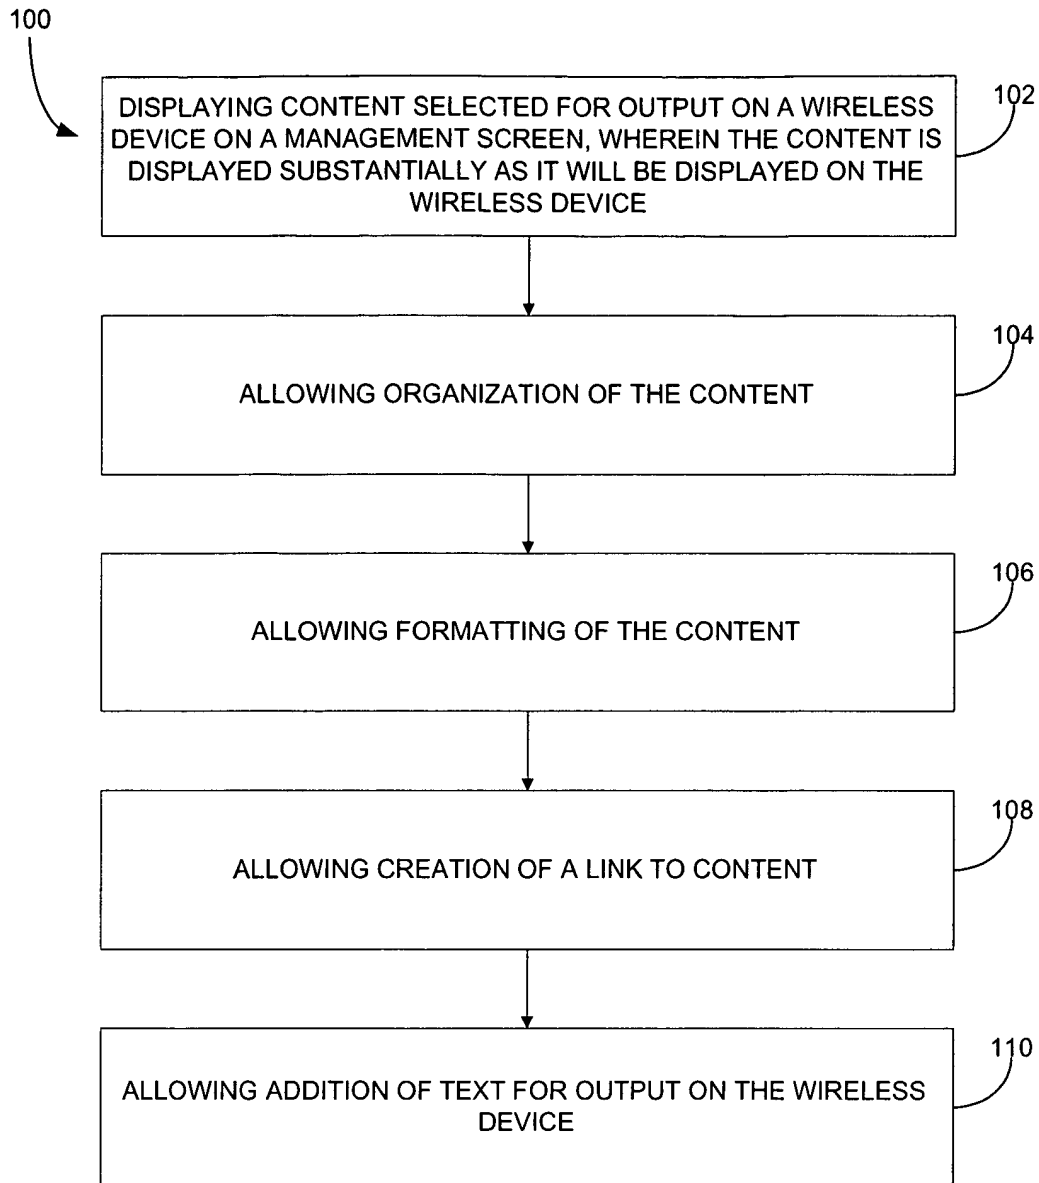 100
DISPLAYING CONTENT SELECTED FOR OUTPUT ON A WIRELESS
DEVICE ON A MANAGEMENT SCREEN, WHEREIN THE CONTENT IS
DISPLAYED SUBSTANTIALLY AS IT WILL BE DISPLAYED ON THE
WIRELESS DEVICE
102
ALLOWING ORGANIZATION OF THE CONTENT
104
ALLOWING FORMATTING OF THE CONTENT
106
ALLOWING CREATION OF A LINK TO CONTENT
108
ALLOWING ADDITION OF TEXT FOR OUTPUT ON THE WIRELESS
DEVICE
110